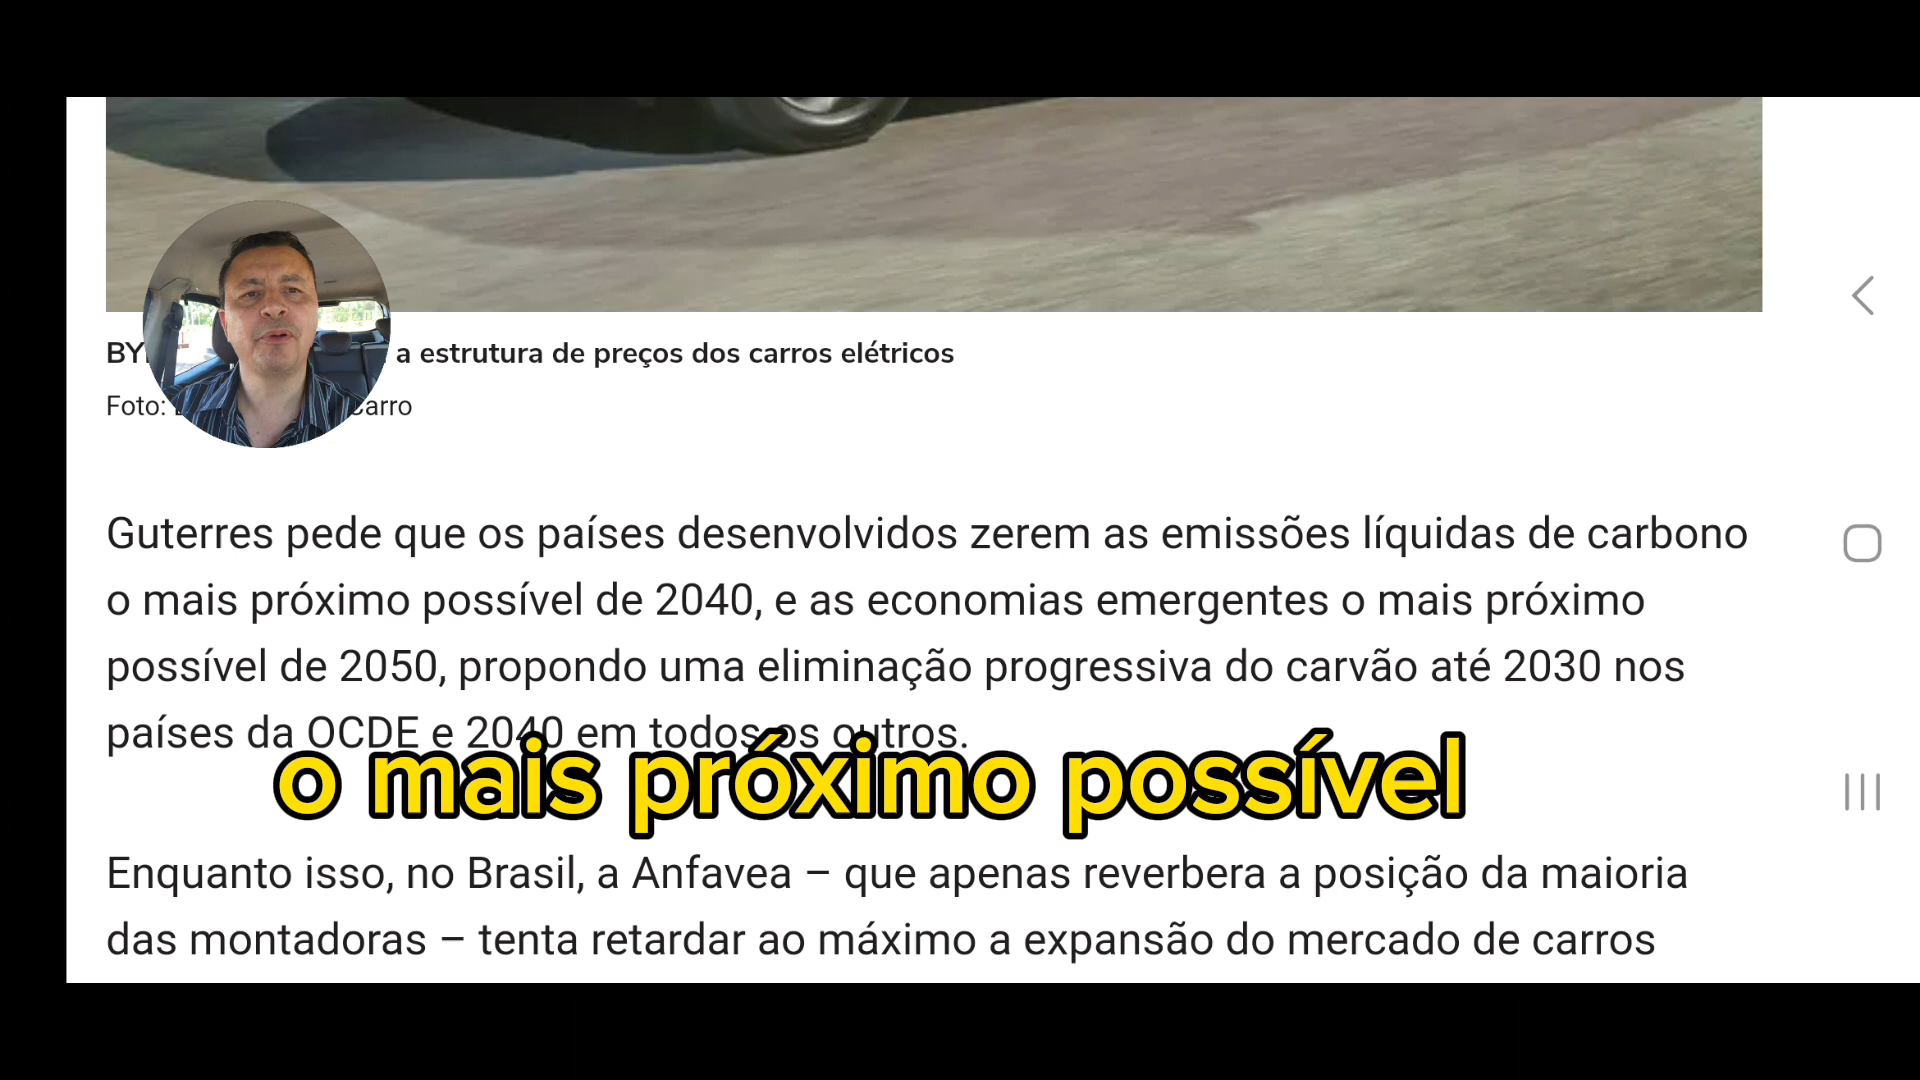 a estrutura de preços dos carros elétricos
Foto:
Guterres pede que os países desenvolvidos zerem as emissões líquidas de carbono
o mais próximo possível de 2040, e as economias emergentes o mais próximo
possível de 2050, propondo uma eliminação progressiva do carvão até 2030 nos
países da OCDE e 2040 em todos os outros.
o mais próximo possível
Enquanto isso, no Brasil, a Anfavea – que apenas reverbera a posição da maioria
das montadoras – tenta retardar ao máximo a expansão do mercado de carros